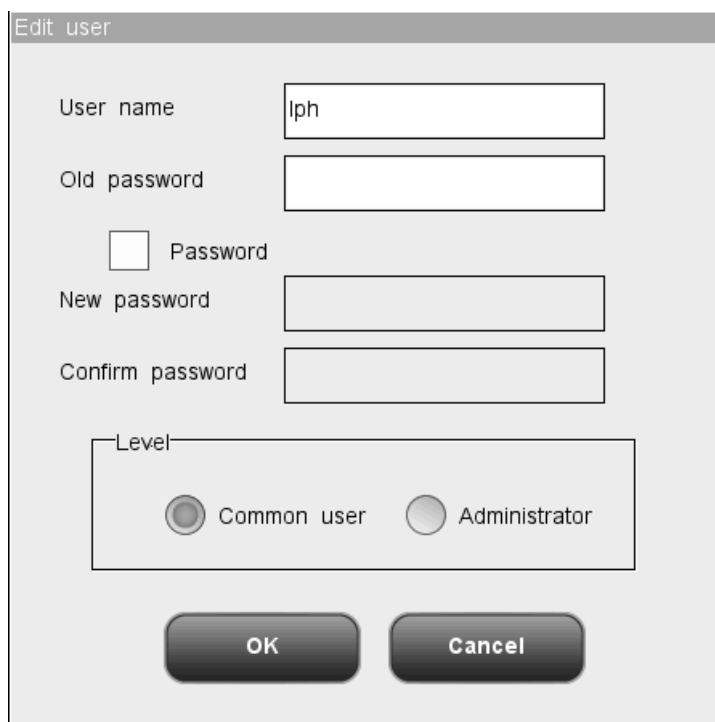 Edit user
User name lph
Old password
Password
New password
Confirm password
Level
Common user Administrator
OK Cancel